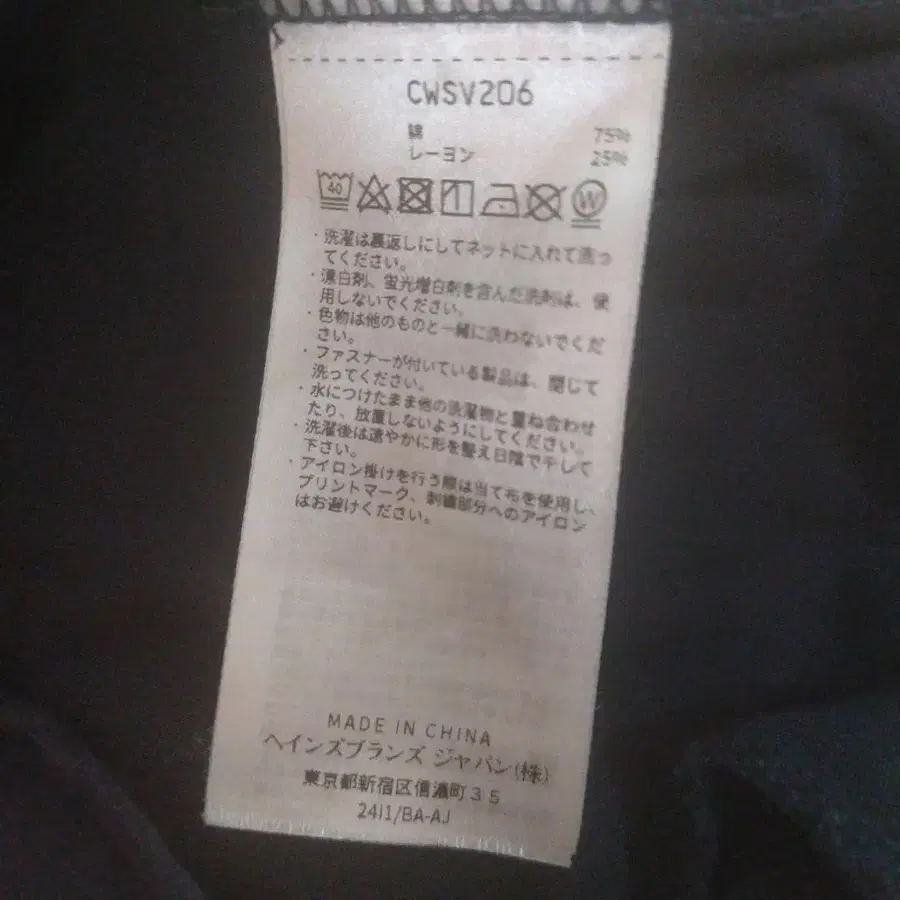 CWSV206
綿 75%
レーヨン 25%
40
W
・洗濯は裏返しにしてネットに入れて洗っ
てください。
・漂白剤、蛍光増白剤を含んだ洗剤は、使
用しないでください。
・色物は他のものと一緒に洗わないでくだ
さい。
・ファスナーが付いている製品は、閉じて
洗ってください。
・水につけたまま他の洗濯物と重ね合わせ
たり、放置しないようにしてください。
・洗濯後は速やかに形を整え日陰で干して
下さい。
・アイロン掛けを行う際は当て布を使用し、
プリントマーク、刺繍部分へのアイロン
はお避けください。
MADE IN CHINA
ヘインズブランズ ジャパン(株)
東京都新宿区信濃町35
24I1/BA-AJ